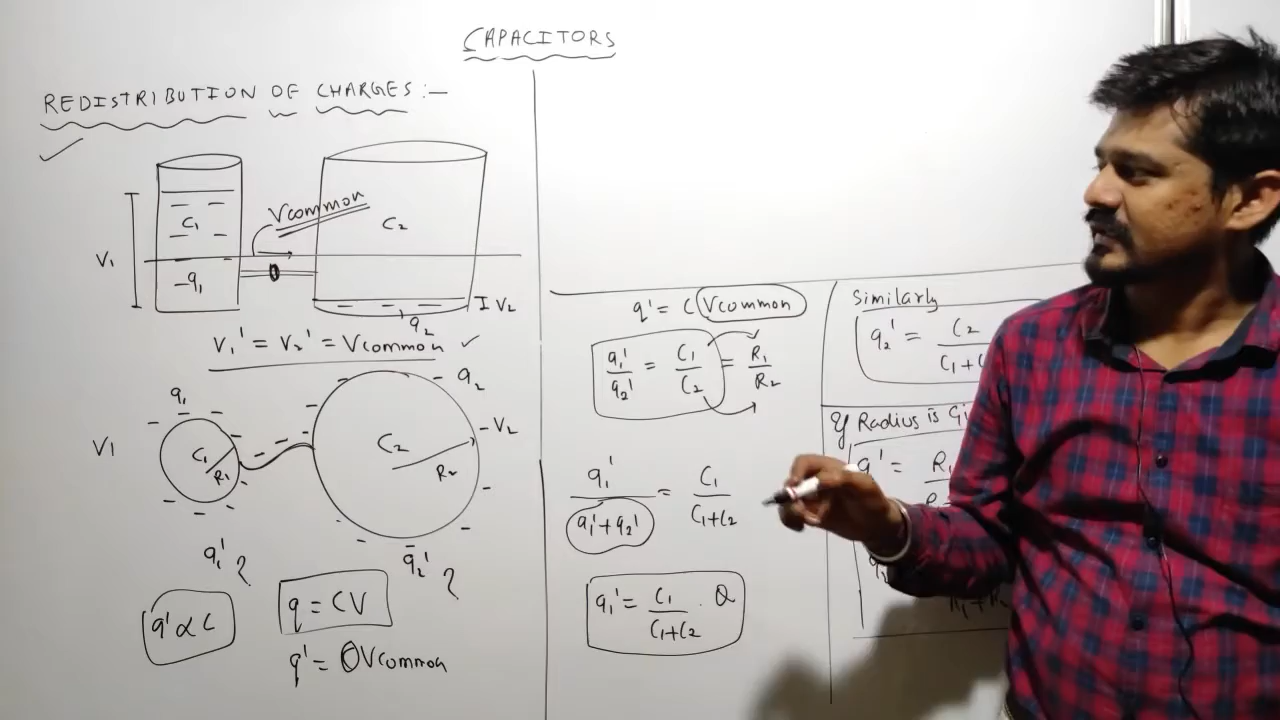 CAPACITORS
REDISTRIBUTION OF CHARGES :-
V1
C1
-q1
Vcommon
C2
I V2
q2
V1' = V2' = Vcommon ✓
q1
V1
C1
R1
q2
V2
C2
R2
q1' ?
q2' ?
q' ∝ C
q = CV
q' = C Vcommon
q' = C Vcommon
q1'/q2' = C1/C2 = R1/R2
q1'/(q1'+q2') = C1/(C1+C2)
q1' = C1/(C1+C2) . Q
Similarly
q2' = C2
If Radius is